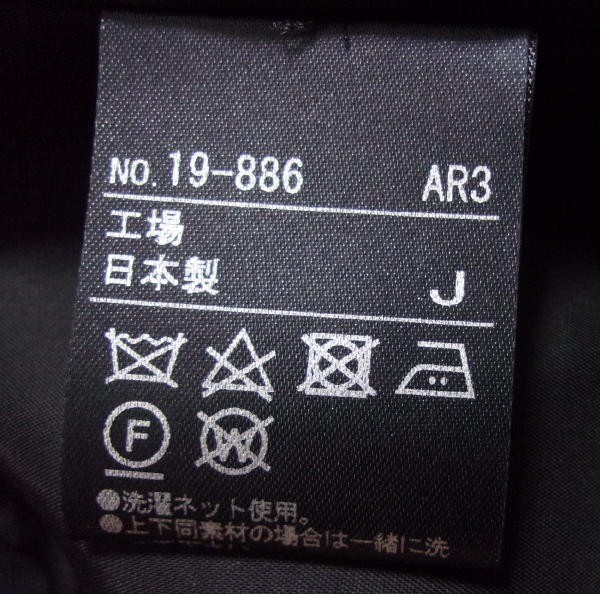 NO. 19-886 AR3
工場
日本製 J
F W
●洗濯ネット使用。
●上下同素材の場合は一緒に洗